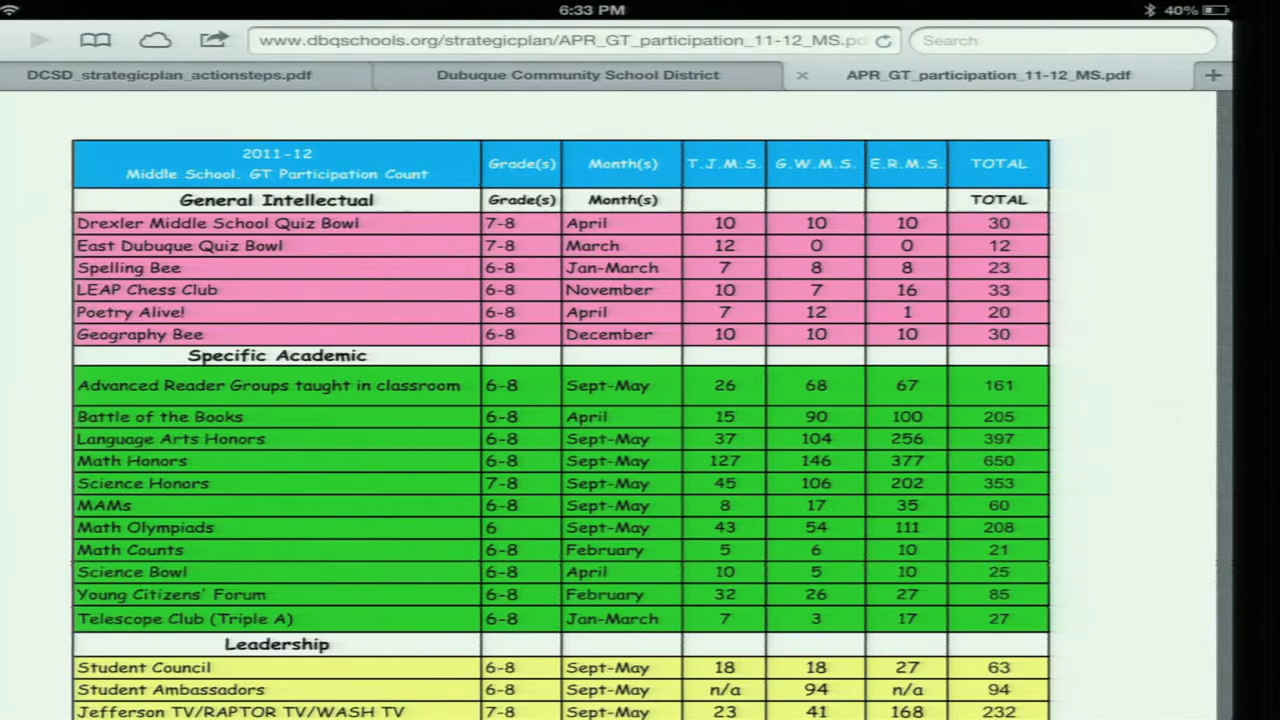 6:33 PM 40%
www.dbqschools.org/strategicplan/APR_GT_participation_11-12_MS.pd Search
DCSD_strategicplan_actionsteps.pdf Dubuque Community School District × APR_GT_participation_11-12_MS.pdf +
2011-12
Middle School, GT Participation Count Grade(s) Month(s) T.J.M.S. G.W.M.S. E.R.M.S. TOTAL
General Intellectual Grade(s) Month(s) TOTAL
Drexler Middle School Quiz Bowl 7-8 April 10 10 10 30
East Dubuque Quiz Bowl 7-8 March 12 0 0 12
Spelling Bee 6-8 Jan-March 7 8 8 23
LEAP Chess Club 6-8 November 10 7 16 33
Poetry Alive! 6-8 April 7 12 1 20
Geography Bee 6-8 December 10 10 10 30
Specific Academic
Advanced Reader Groups taught in classroom 6-8 Sept-May 26 68 67 161
Battle of the Books 6-8 April 15 90 100 205
Language Arts Honors 6-8 Sept-May 37 104 256 397
Math Honors 6-8 Sept-May 127 146 377 650
Science Honors 7-8 Sept-May 45 106 202 353
MAMs 6-8 Sept-May 8 17 35 60
Math Olympiads 6 Sept-May 43 54 111 208
Math Counts 6-8 February 5 6 10 21
Science Bowl 6-8 April 10 5 10 25
Young Citizens' Forum 6-8 February 32 26 27 85
Telescope Club (Triple A) 6-8 Jan-March 7 3 17 27
Leadership
Student Council 6-8 Sept-May 18 18 27 63
Student Ambassadors 6-8 Sept-May n/a 94 n/a 94
Jefferson TV/RAPTOR TV/WASH TV 7-8 Sept-May 23 41 168 232